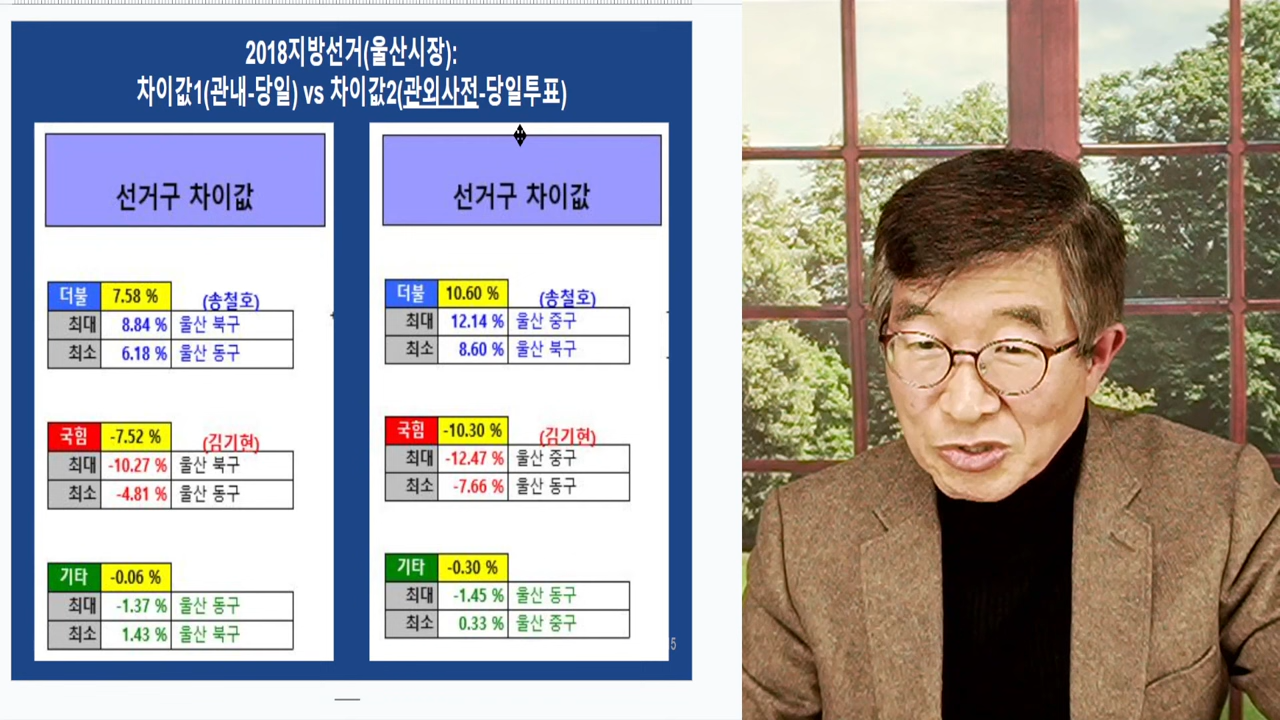 2018지방선거(울산시장):
차이값1(관내-당일) vs 차이값2(관외사전-당일투표)
선거구 차이값
더불 7.58 % (송철호)
최대 8.84 % 울산 북구
최소 6.18 % 울산 동구
국힘 -7.52 % (김기현)
최대 -10.27 % 울산 북구
최소 -4.81 % 울산 동구
기타 -0.06 %
최대 -1.37 % 울산 동구
최소 1.43 % 울산 북구
선거구 차이값
더불 10.60 % (송철호)
최대 12.14 % 울산 중구
최소 8.60 % 울산 북구
국힘 -10.30 % (김기현)
최대 -12.47 % 울산 중구
최소 -7.66 % 울산 동구
기타 -0.30 %
최대 -1.45 % 울산 동구
최소 0.33 % 울산 중구